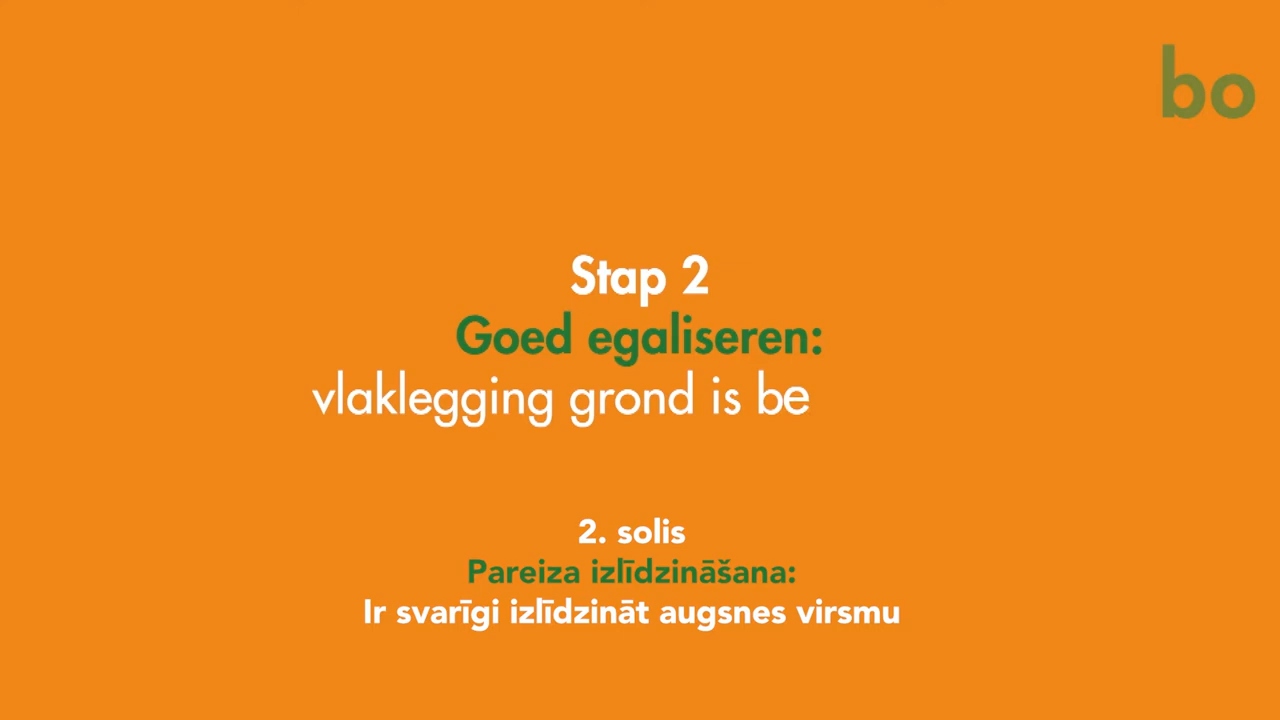 bo
Stap 2
Goed egaliseren:
vlaklegging grond is be
2. solis
Pareiza izlīdzināšana:
Ir svarīgi izlīdzināt augsnes virsmu